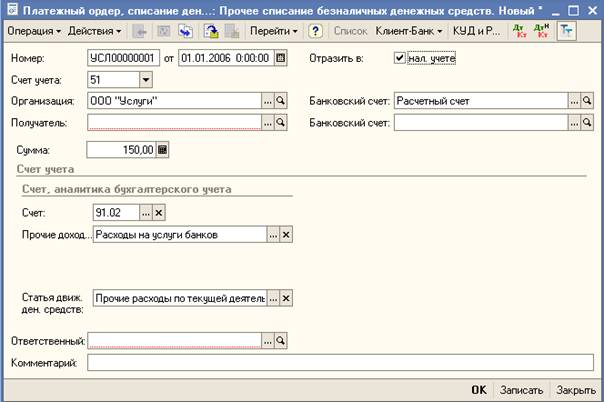 Платежный ордер, списание ден...: Прочее списание безналичных денежных средств. Новый *
Операция Действия Перейти ? Список Клиент-Банк КУД и Р... Дт Кт Дт Н Кт
Номер: УСЛ00000001 от 01.01.2006 0:00:00 Отразить в: нал. учете
Счет учета: 51
Организация: ООО "Услуги" ... Банковский счет: Расчетный счет ...
Получатель: ... Банковский счет: ...
Сумма: 150,00
Счет учета
Счет, аналитика бухгалтерского учета
Счет: 91.02 ... ×
Прочие доход... Расходы на услуги банков ... ×
Статья движ. ден. средств: Прочие расходы по текущей деятель ... ×
Ответственный: ...
Комментарий:
OK Записать Закрыть